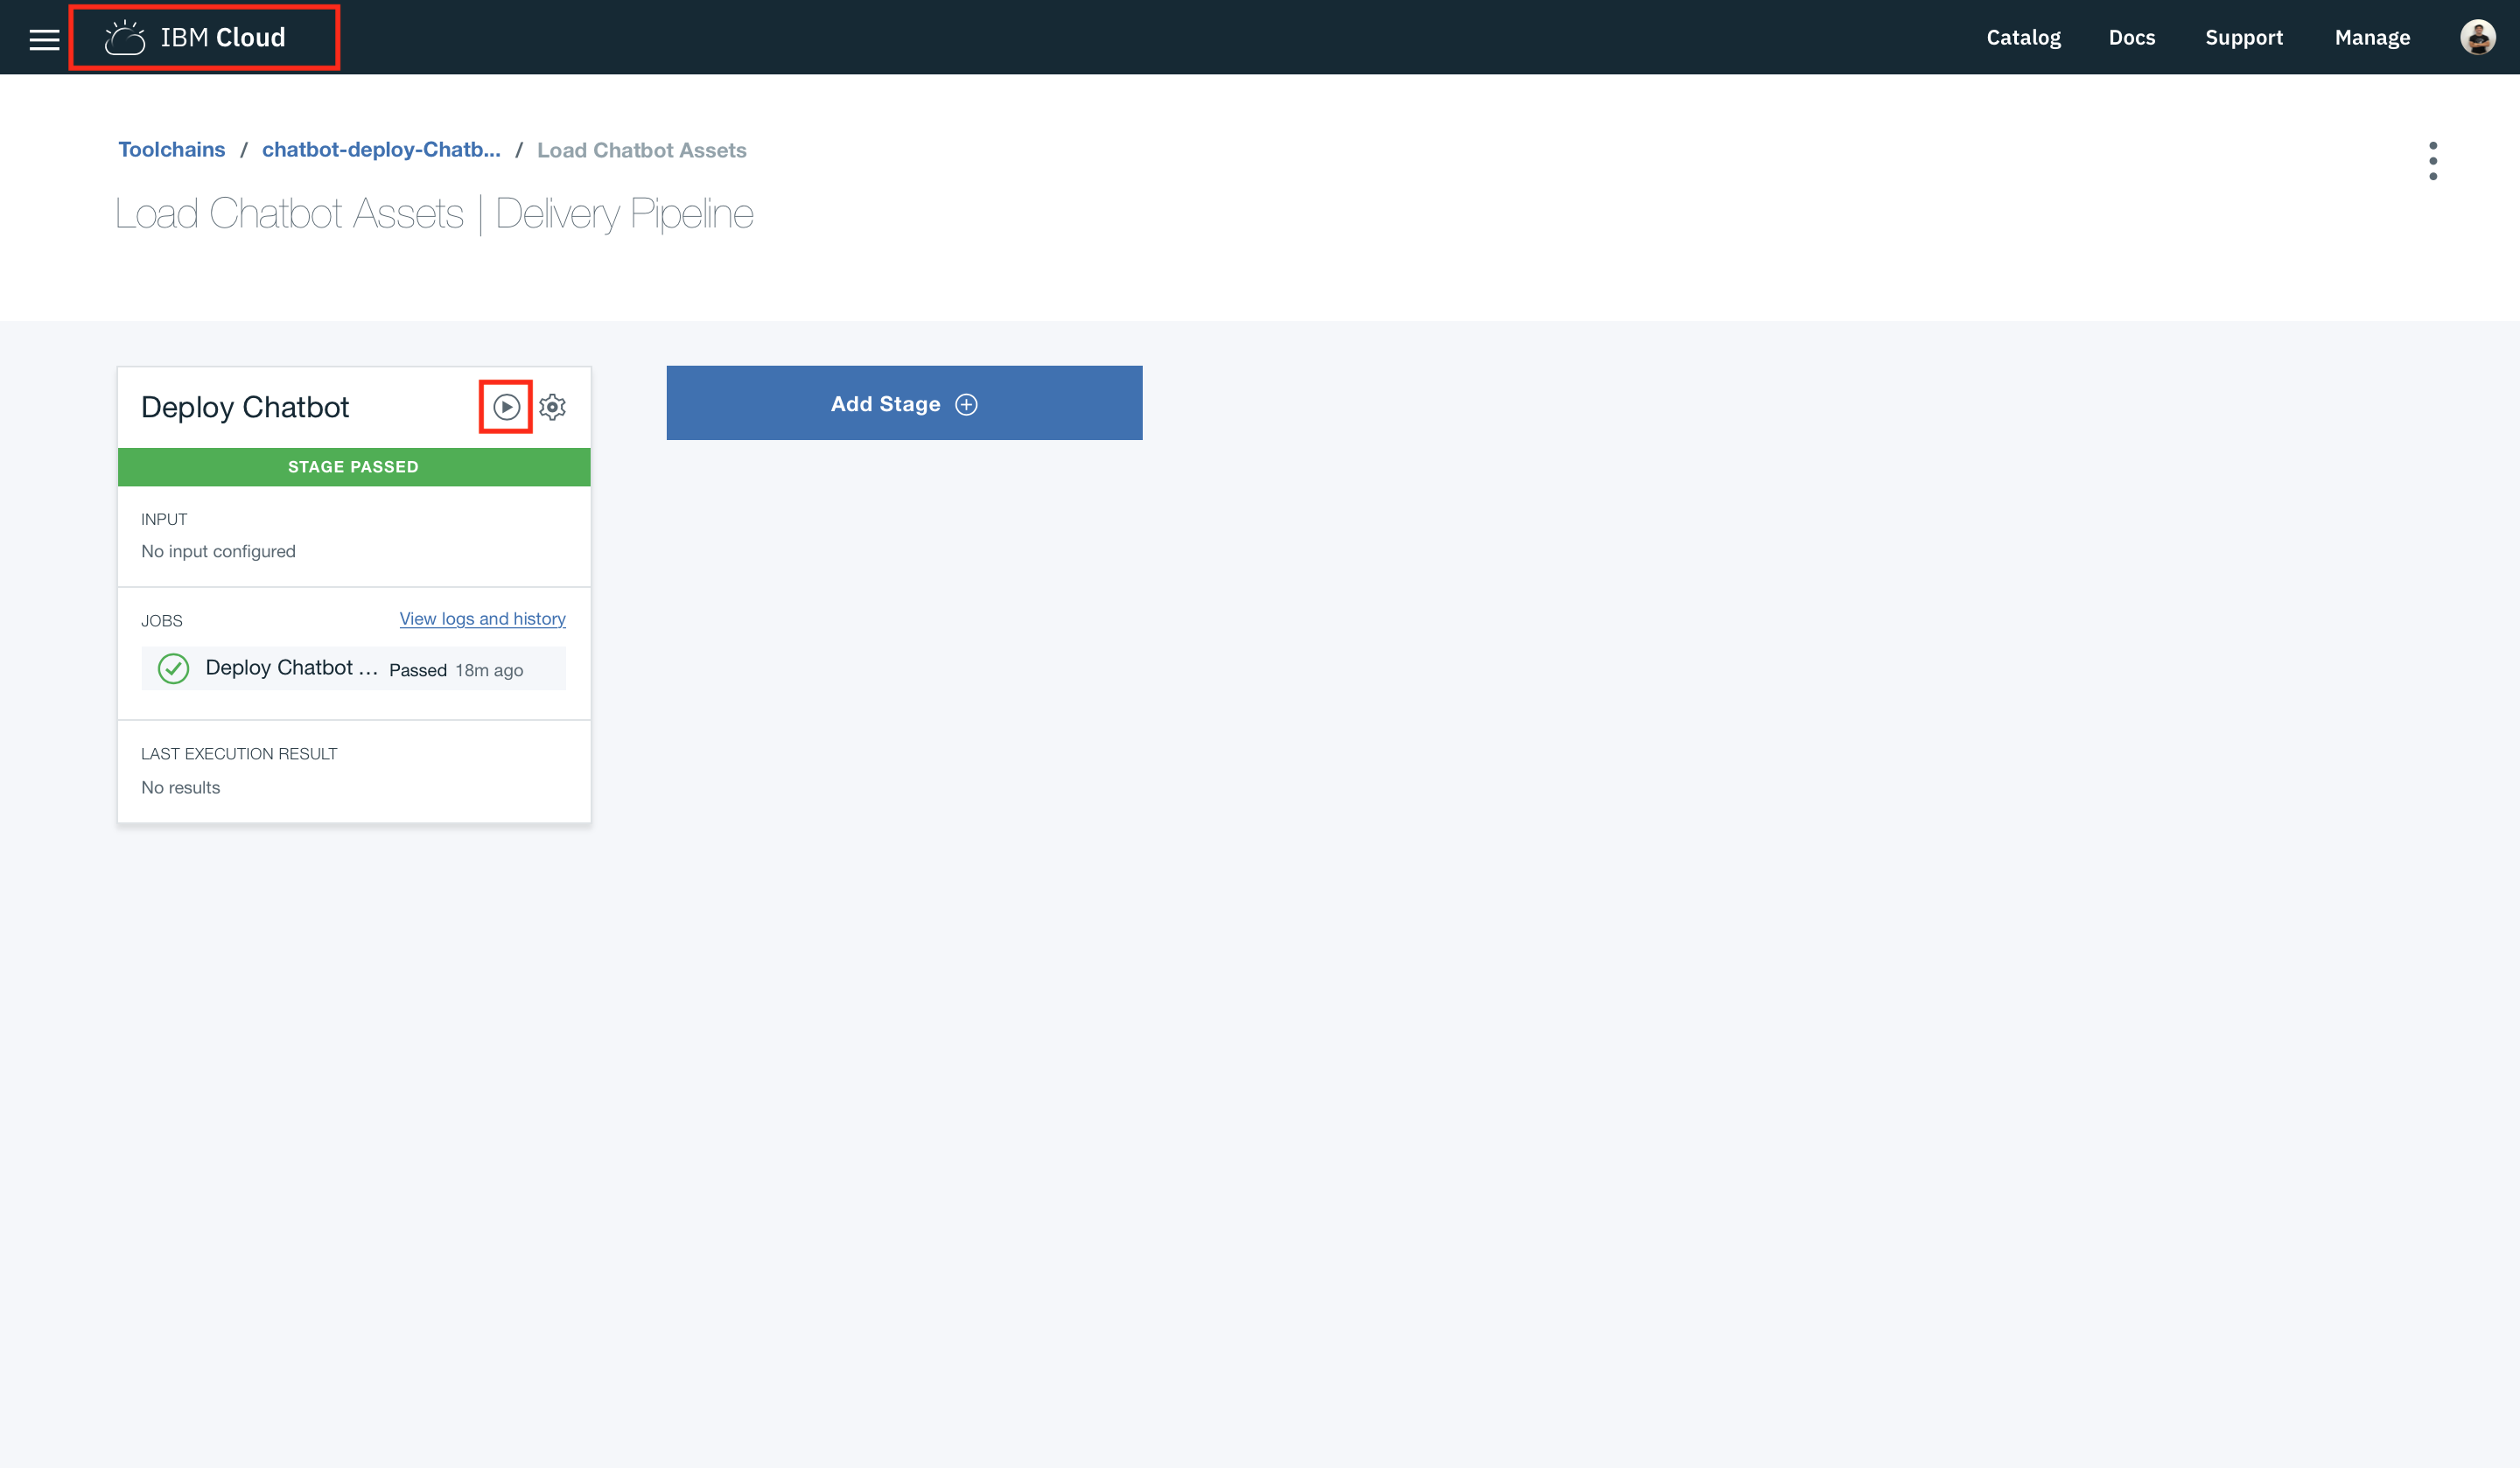 IBM Cloud
Catalog Docs Support Manage
Toolchains / chatbot-deploy-Chatb... / Load Chatbot Assets
Load Chatbot Assets | Delivery Pipeline
Deploy Chatbot
Add Stage
STAGE PASSED
INPUT
No input configured
JOBS View logs and history
Deploy Chatbot ... Passed 18m ago
LAST EXECUTION RESULT
No results